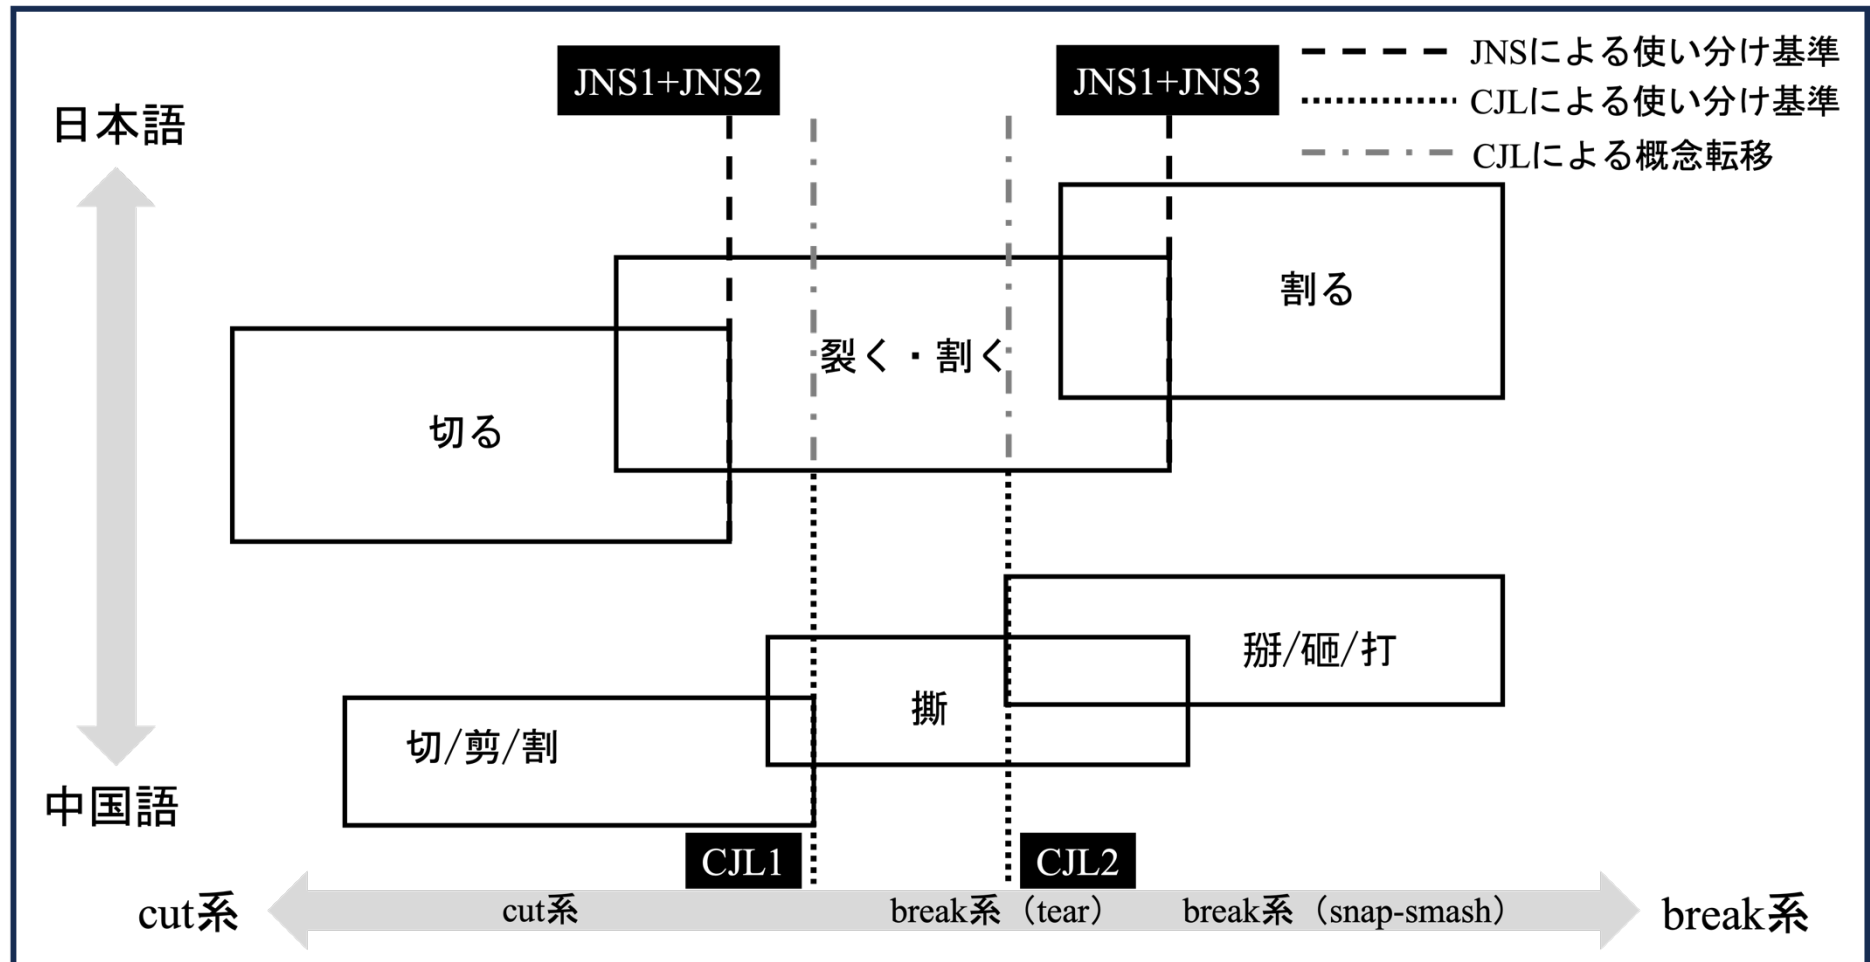 JNS1+JNS2
JNS1+JNS3
JNSによる使い分け基準
CJLによる使い分け基準
CJLによる概念転移
日本語
割る
裂く・割く
切る
掰/砸/打
撕
切/剪/割
中国語
CJL1
CJL2
cut系
cut系
break系（tear）
break系（snap-smash）
break系